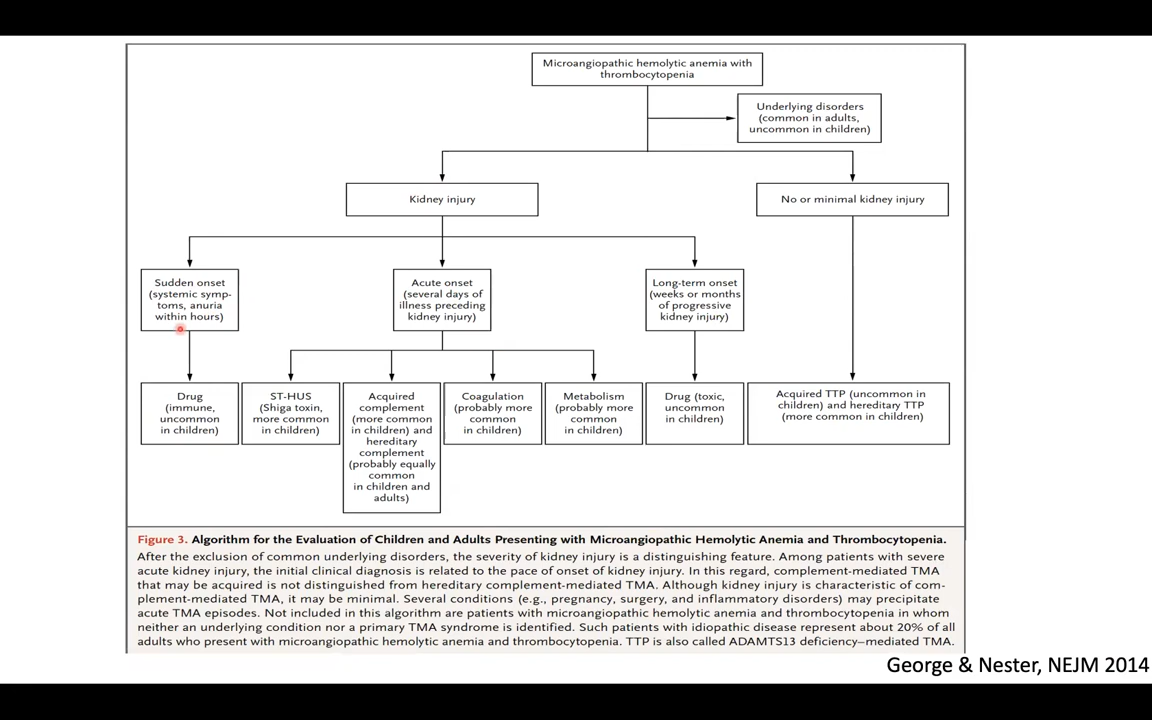 Microangiopathic hemolytic anemia with
thrombocytopenia
Underlying disorders
(common in adults,
uncommon in children)
Kidney injury
No or minimal kidney injury
Sudden onset
(systemic symp-
toms, anuria
within hours)
Acute onset
(several days of
illness preceding
kidney injury)
Long-term onset
(weeks or months
of progressive
kidney injury)
Drug
(immune,
uncommon
in children)
ST-HUS
(Shiga toxin,
more common
in children)
Acquired
complement
(more common
in children) and
hereditary
complement
(probably equally
common
in children and
adults)
Coagulation
(probably more
common
in children)
Metabolism
(probably more
common
in children)
Drug (toxic,
uncommon
in children)
Acquired TTP (uncommon in
children) and hereditary TTP
(more common in children)
Figure 3. Algorithm for the Evaluation of Children and Adults Presenting with Microangiopathic Hemolytic Anemia and Thrombocytopenia.
After the exclusion of common underlying disorders, the severity of kidney injury is a distinguishing feature. Among patients with severe
acute kidney injury, the initial clinical diagnosis is related to the pace of onset of kidney injury. In this regard, complement-mediated TMA
that may be acquired is not distinguished from hereditary complement-mediated TMA. Although kidney injury is characteristic of com-
plement-mediated TMA, it may be minimal. Several conditions (e.g., pregnancy, surgery, and inflammatory disorders) may precipitate
acute TMA episodes. Not included in this algorithm are patients with microangiopathic hemolytic anemia and thrombocytopenia in whom
neither an underlying condition nor a primary TMA syndrome is identified. Such patients with idiopathic disease represent about 20% of all
adults who present with microangiopathic hemolytic anemia and thrombocytopenia. TTP is also called ADAMTS13 deficiency–mediated TMA.
George & Nester, NEJM 2014